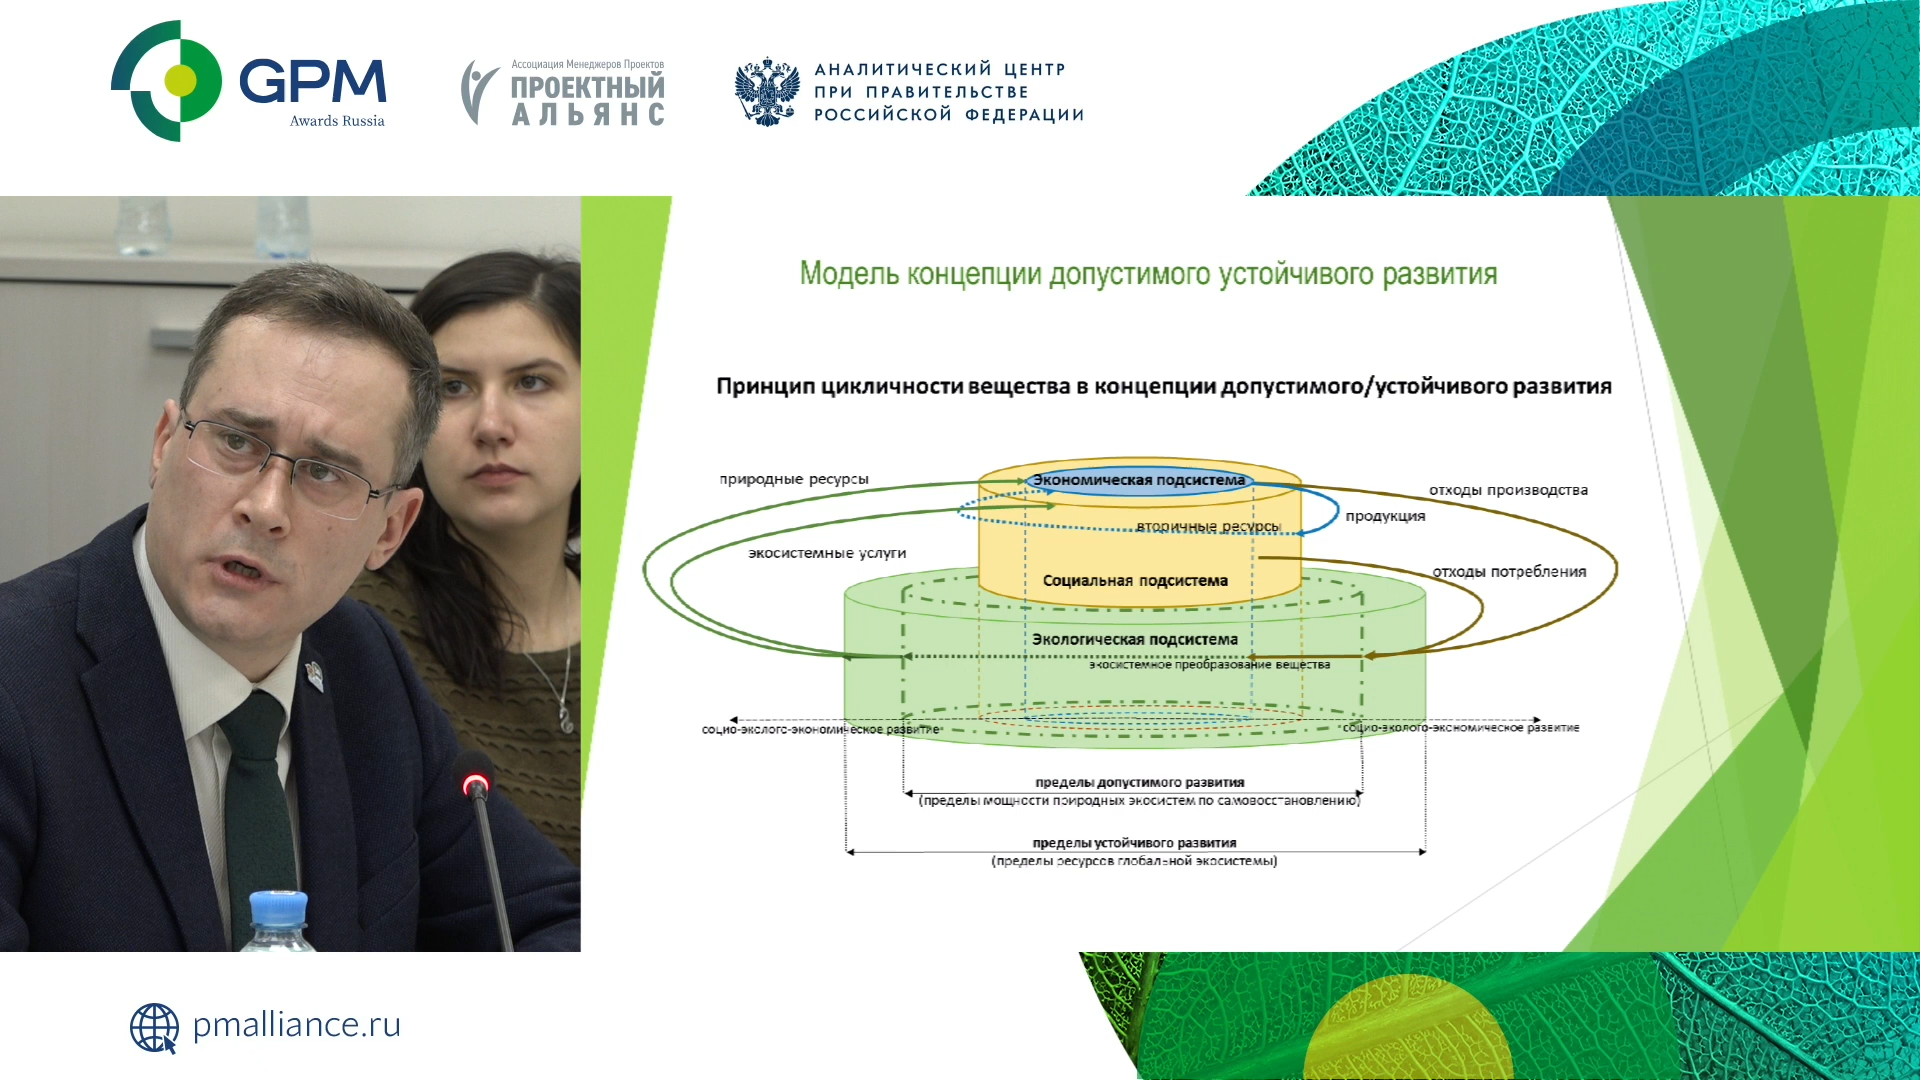 GPM
Awards Russia
Ассоциация Менеджеров Проектов
ПРОЕКТНЫЙ
АЛЬЯНС
АНАЛИТИЧЕСКИЙ ЦЕНТР
ПРИ ПРАВИТЕЛЬСТВЕ
РОССИЙСКОЙ ФЕДЕРАЦИИ
Модель концепции допустимого устойчивого развития
Принцип цикличности вещества в концепции допустимого/устойчивого развития
природные ресурсы
Экономическая подсистема
отходы производства
продукция
вторичные ресурсы
экосистемные услуги
отходы потребления
Социальная подсистема
Экологическая подсистема
экосистемное преобразование вещества
социо-эколого-экономическое развитие
социо-эколого-экономическое развитие
пределы допустимого развития
(пределы мощности природных экосистем по самовосстановлению)
пределы устойчивого развития
(пределы ресурсов глобальной экосистемы)
pmalliance.ru